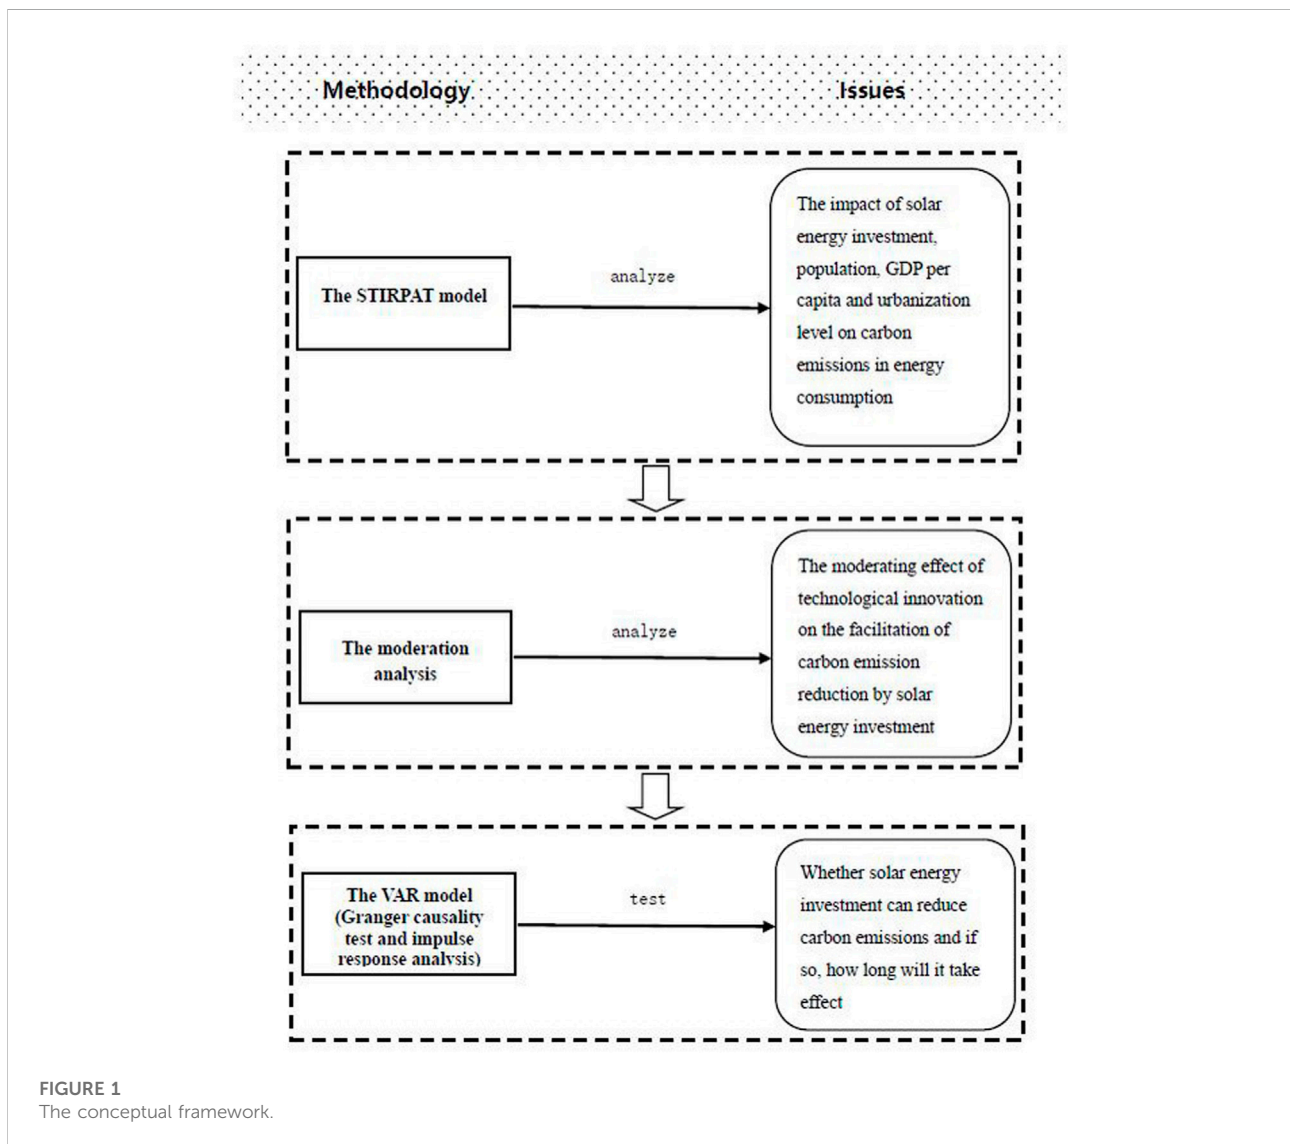 Methodology
Issues
The STIRPAT model
analyze
The impact of solar
energy investment,
population, GDP per
capita and urbanization
level on carbon
emissions in energy
consumption
The moderation
analysis
analyze
The moderating effect of
technological innovation
on the facilitation of
carbon emission
reduction by solar
energy investment
The VAR model
(Granger causality
test and impulse
response analysis)
test
Whether solar energy
investment can reduce
carbon emissions and if
so, how long will it take
effect
FIGURE 1
The conceptual framework.